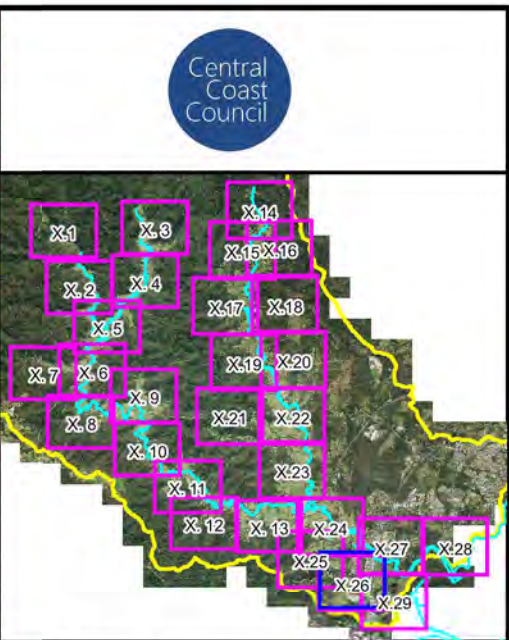 Central
Coast
Council
X.1
X. 3
X.14
X.15
X.16
X. 2
X. 4
X.17
X.18
X. 5
X. 7
X. 6
X.19
X.20
X. 9
X. 8
X.21
X.22
X. 10
X.23
X. 11
X. 12
X. 13
X.24
X.25
X.27
X.28
X.26
X.29